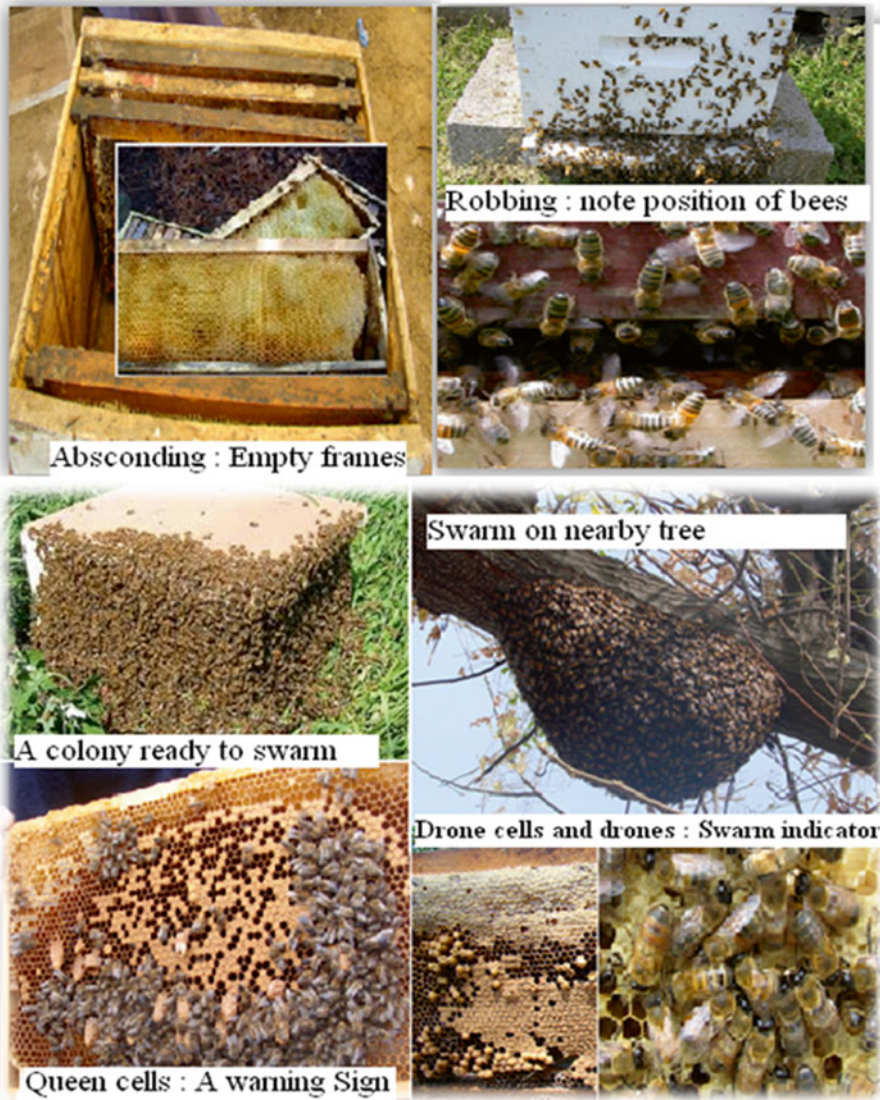 Robbing : note position of bees
Absconding : Empty frames
Swarm on nearby tree
A colony ready to swarm
Drone cells and drones : Swarm indicator
Queen cells : A warning Sign